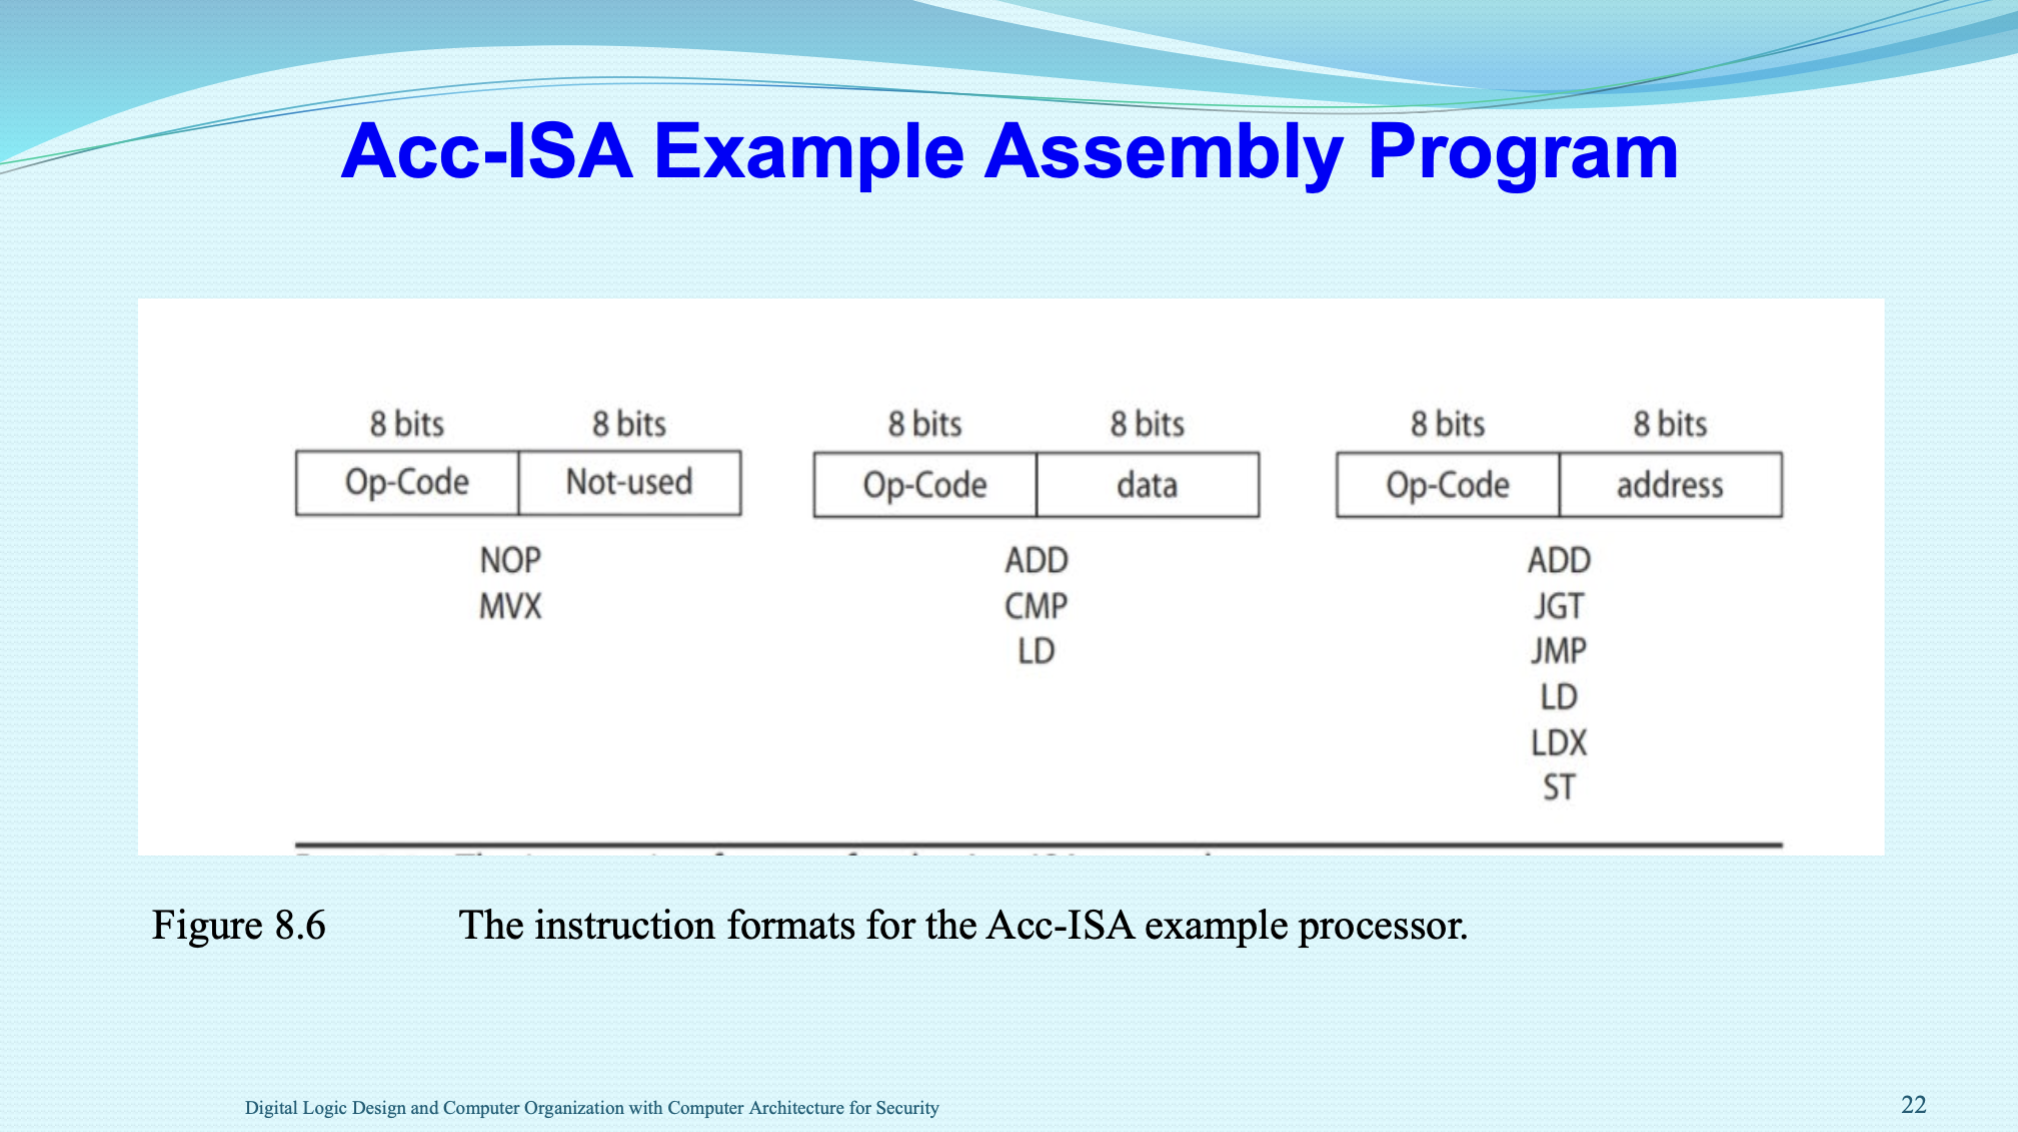 Acc-ISA Example Assembly Program
8 bits 8 bits
Op-Code Not-used
NOP
MVX
8 bits 8 bits
Op-Code data
ADD
CMP
LD
8 bits 8 bits
Op-Code address
ADD
JGT
JMP
LD
LDX
ST
Figure 8.6 The instruction formats for the Acc-ISA example processor.
Digital Logic Design and Computer Organization with Computer Architecture for Security 22